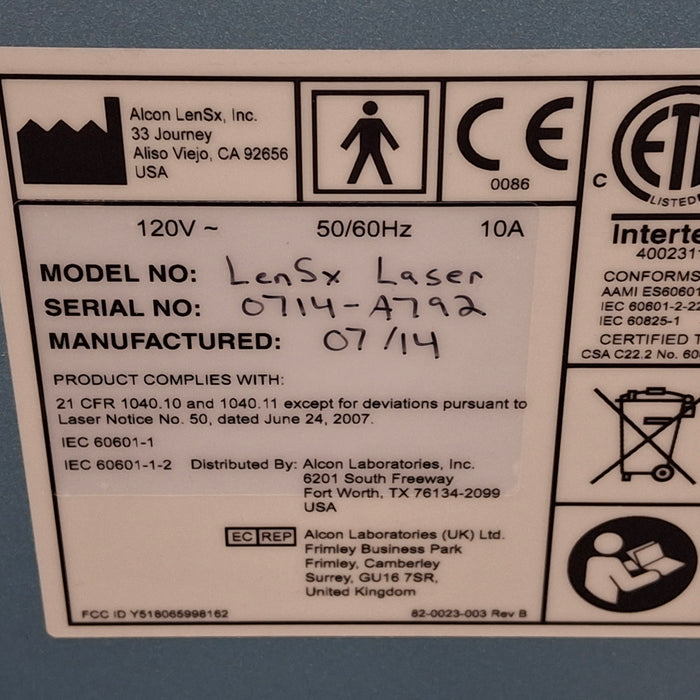 Alcon LenSx, Inc.
33 Journey
Aliso Viejo, CA 92656
USA
CE
0086
C
LISTED
4002311
CONFORMS
AAMI ES60601
IEC 60601-2-22
IEC 60825-1
CERTIFIED T
CSA C22.2 No. 60
120V ~ 50/60Hz 10A
MODEL NO: LenSx Laser
SERIAL NO: 0714-A792
MANUFACTURED: 07/14
PRODUCT COMPLIES WITH:
21 CFR 1040.10 and 1040.11 except for deviations pursuant to
Laser Notice No. 50, dated June 24, 2007.
IEC 60601-1
IEC 60601-1-2 Distributed By: Alcon Laboratories, Inc.
6201 South Freeway
Fort Worth, TX 76134-2099
USA
EC REP Alcon Laboratories (UK) Ltd.
Frimley Business Park
Frimley, Camberley
Surrey, GU16 7SR,
United Kingdom
FCC ID Y518065998162 82-0023-003 Rev B